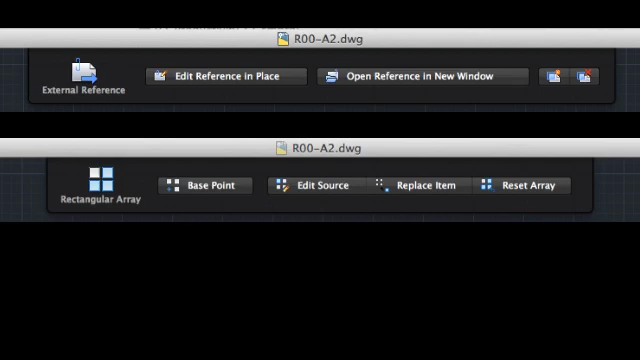 R00-A2.dwg
External Reference
Edit Reference in Place
Open Reference in New Window
R00-A2.dwg
Rectangular Array
Base Point
Edit Source
Replace Item
Reset Array